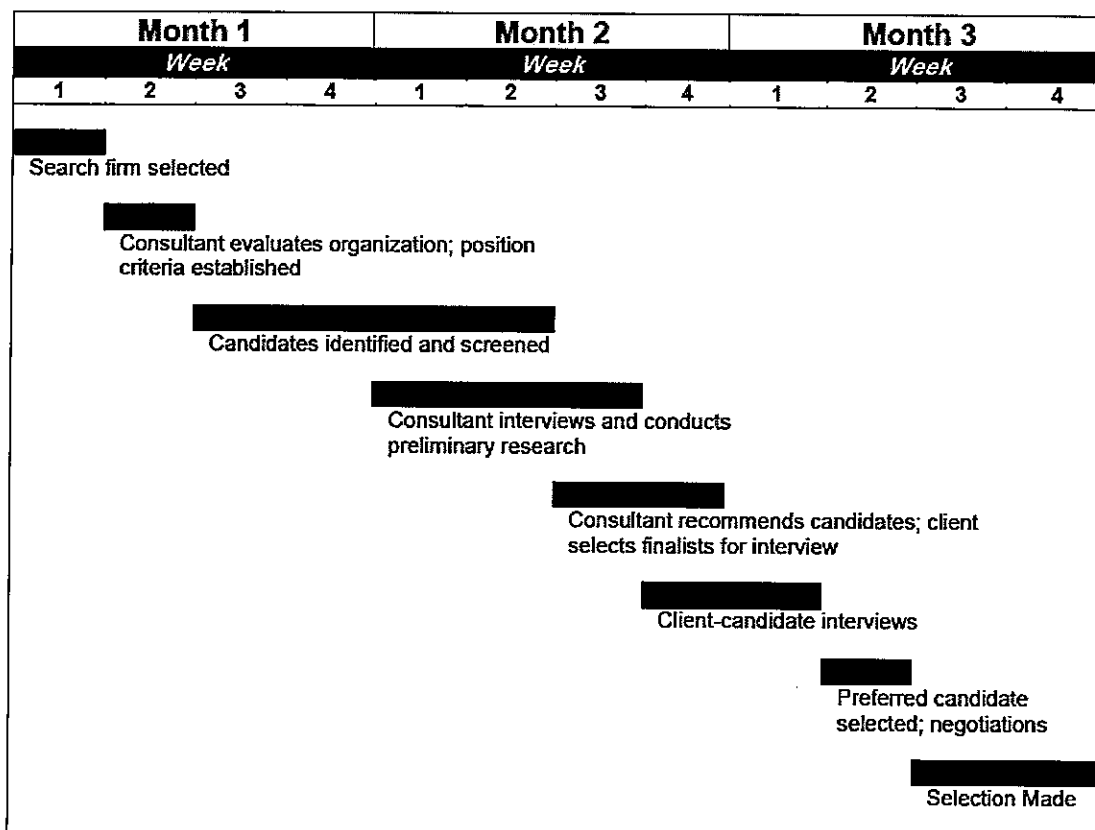 Month 1 Month 2 Month 3
Week Week Week
1 2 3 4 1 2 3 4 1 2 3 4
Search firm selected
Consultant evaluates organization; position
criteria established
Candidates identified and screened
Consultant interviews and conducts
preliminary research
Consultant recommends candidates; client
selects finalists for interview
Client-candidate interviews
Preferred candidate
selected; negotiations
Selection Made